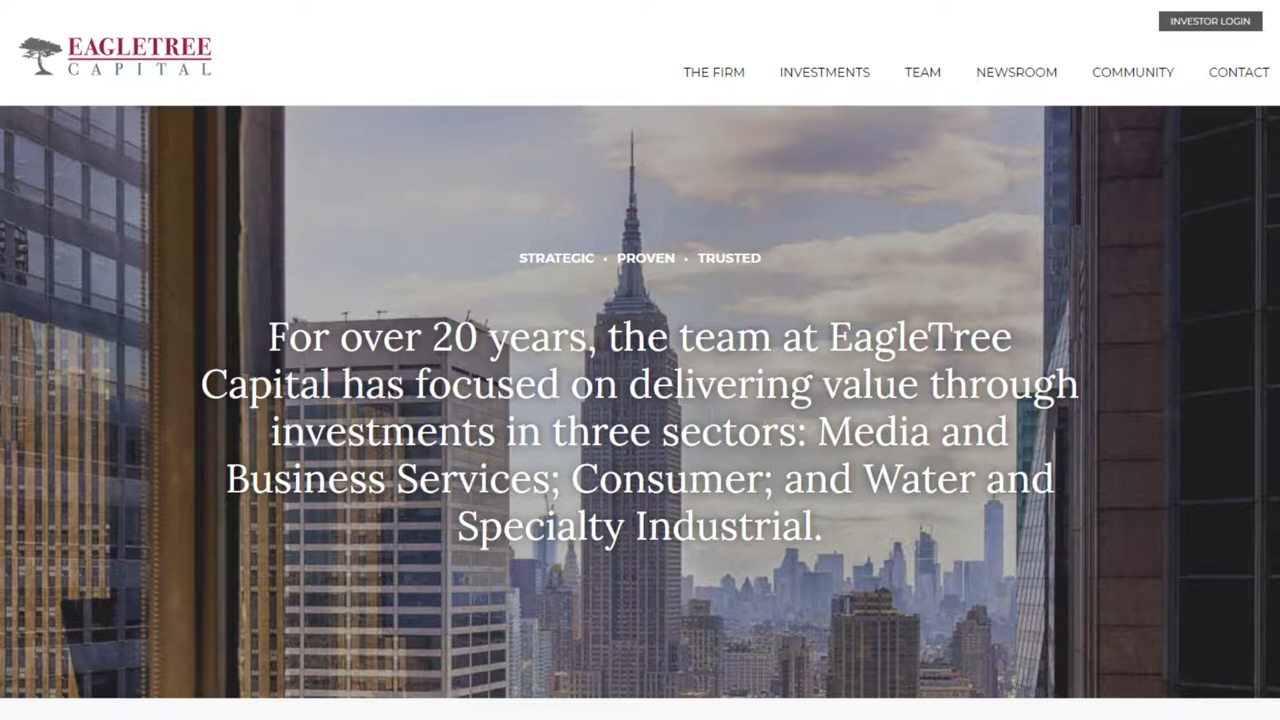 INVESTOR LOGIN
EAGLETREE
CAPITAL
THE FIRM INVESTMENTS TEAM NEWSROOM COMMUNITY CONTACT
STRATEGIC • PROVEN • TRUSTED
For over 20 years, the team at EagleTree
Capital has focused on delivering value through
investments in three sectors: Media and
Business Services; Consumer; and Water and
Specialty Industrial.